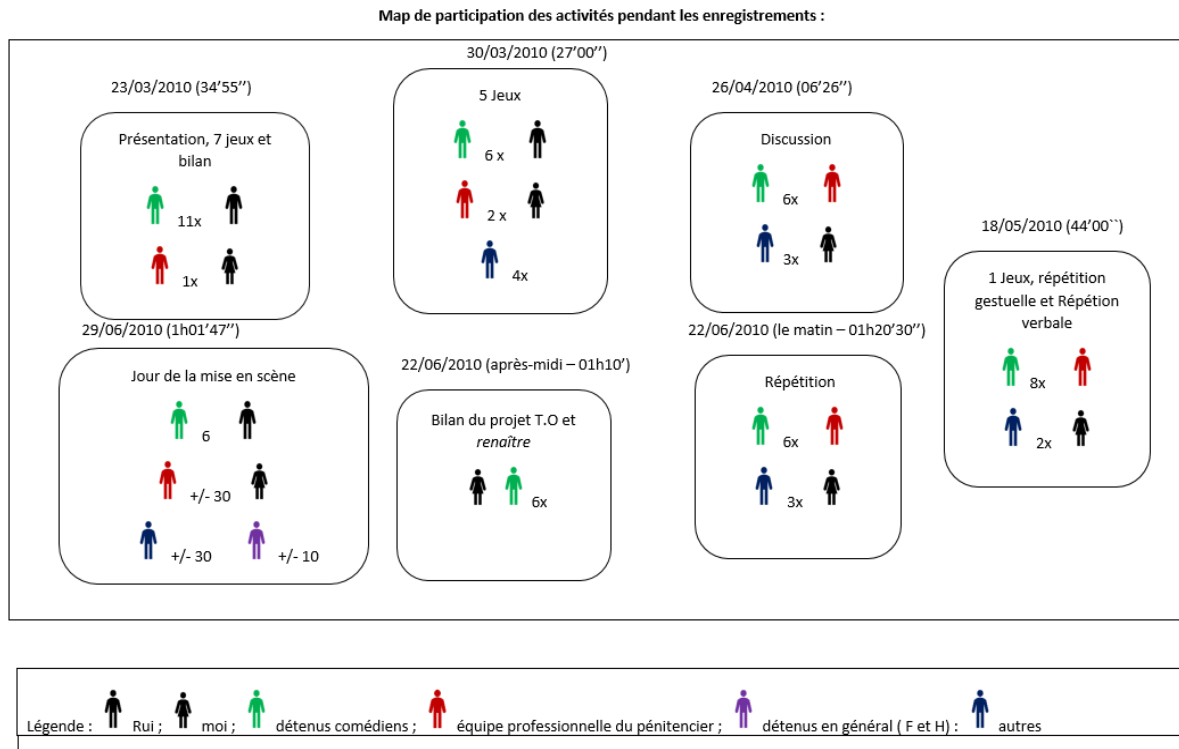 Map de participation des activités pendant les enregistrements :
23/03/2010 (34’55’’)
Présentation, 7 jeux et
bilan
11x
1x
30/03/2010 (27’00’’)
5 Jeux
6 x
2 x
4x
26/04/2010 (06’26’’)
Discussion
6x
3x
18/05/2010 (44’00``)
1 Jeux, répétition
gestuelle et Répétion
verbale
8x
2x
29/06/2010 (1h01’47’’)
Jour de la mise en scène
6
+/- 30
+/- 30
+/- 10
22/06/2010 (après-midi – 01h10’)
Bilan du projet T.O et
renaître
6x
22/06/2010 (le matin – 01h20’30’’)
Répétition
6x
3x
Légende : Rui ; moi ; détenus comédiens ; équipe professionnelle du pénitencier ; détenus en général ( F et H) : autres